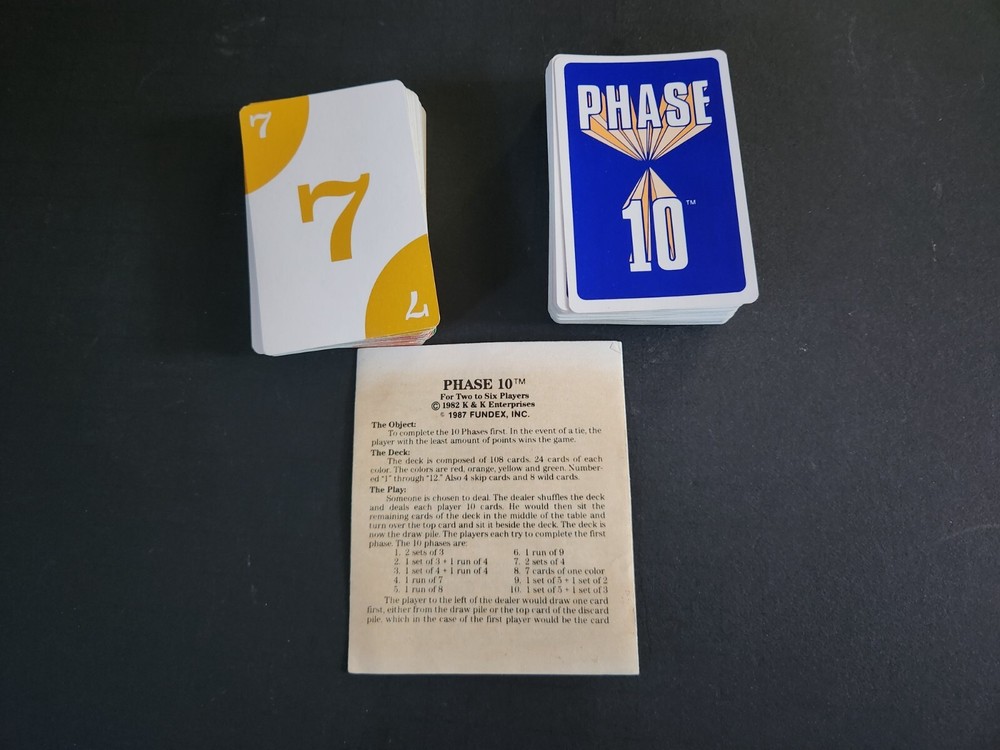 7
7
7
PHASE
10™
PHASE 10™
For Two to Six Players
© 1982 K & K Enterprises
© 1987 FUNDEX, INC.
The Object:
To complete the 10 Phases first. In the event of a tie, the
player with the least amount of points wins the game.
The Deck:
The deck is composed of 108 cards. 24 cards of each
color. The colors are red, orange, yellow and green. Number-
ed "1" through "12." Also 4 skip cards and 8 wild cards.
The Play:
Someone is chosen to deal. The dealer shuffles the deck
and deals each player 10 cards. He would then sit the
remaining cards of the deck in the middle of the table and
turn over the top card and sit it beside the deck. The deck is
now the draw pile. The players each try to complete the first
phase. The 10 phases are:
1. 2 sets of 3
2. 1 set of 3 + 1 run of 4
3. 1 set of 4 + 1 run of 4
4. 1 run of 7
5. 1 run of 8
6. 1 run of 9
7. 2 sets of 4
8. 7 cards of one color
9. 1 set of 5 + 1 set of 2
10. 1 set of 5 + 1 set of 3
The player to the left of the dealer would draw one card
first, either from the draw pile or the top card of the discard
pile, which in the case of the first player would be the card